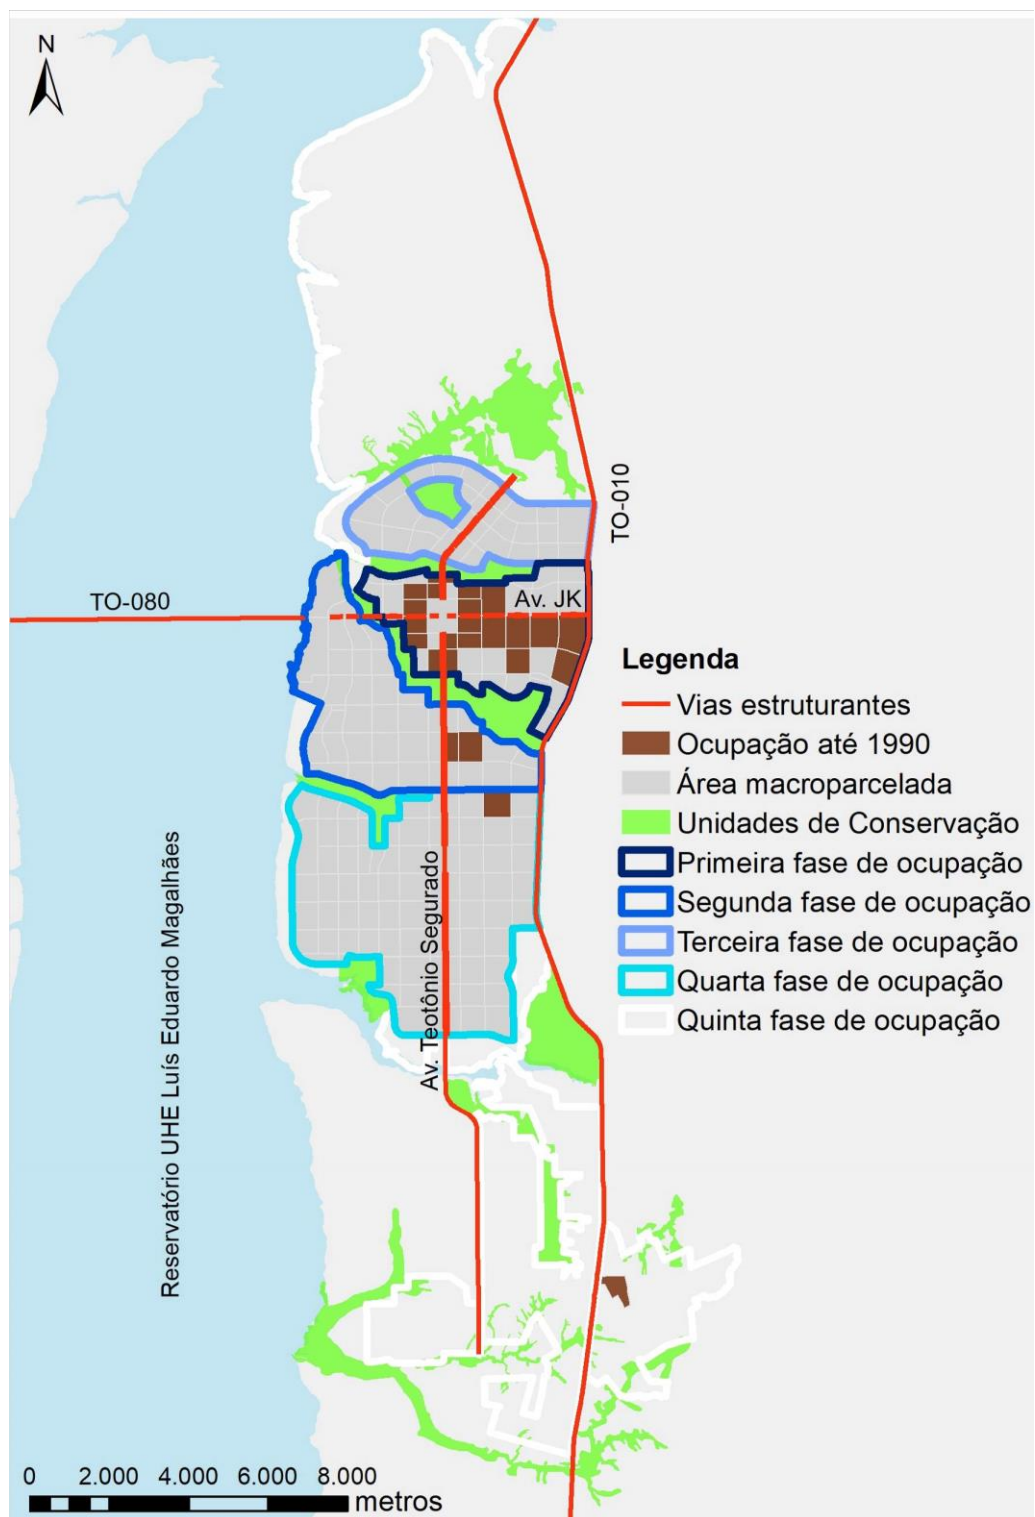 N
TO-010
TO-080
Av. JK
Legenda
Vias estruturantes
Ocupação até 1990
Área macroparcelada
Unidades de Conservação
Primeira fase de ocupação
Segunda fase de ocupação
Terceira fase de ocupação
Quarta fase de ocupação
Quinta fase de ocupação
Av. Teotônio Segurado
Reservatório UHE Luís Eduardo Magalhães
0 2.000 4.000 6.000 8.000
metros